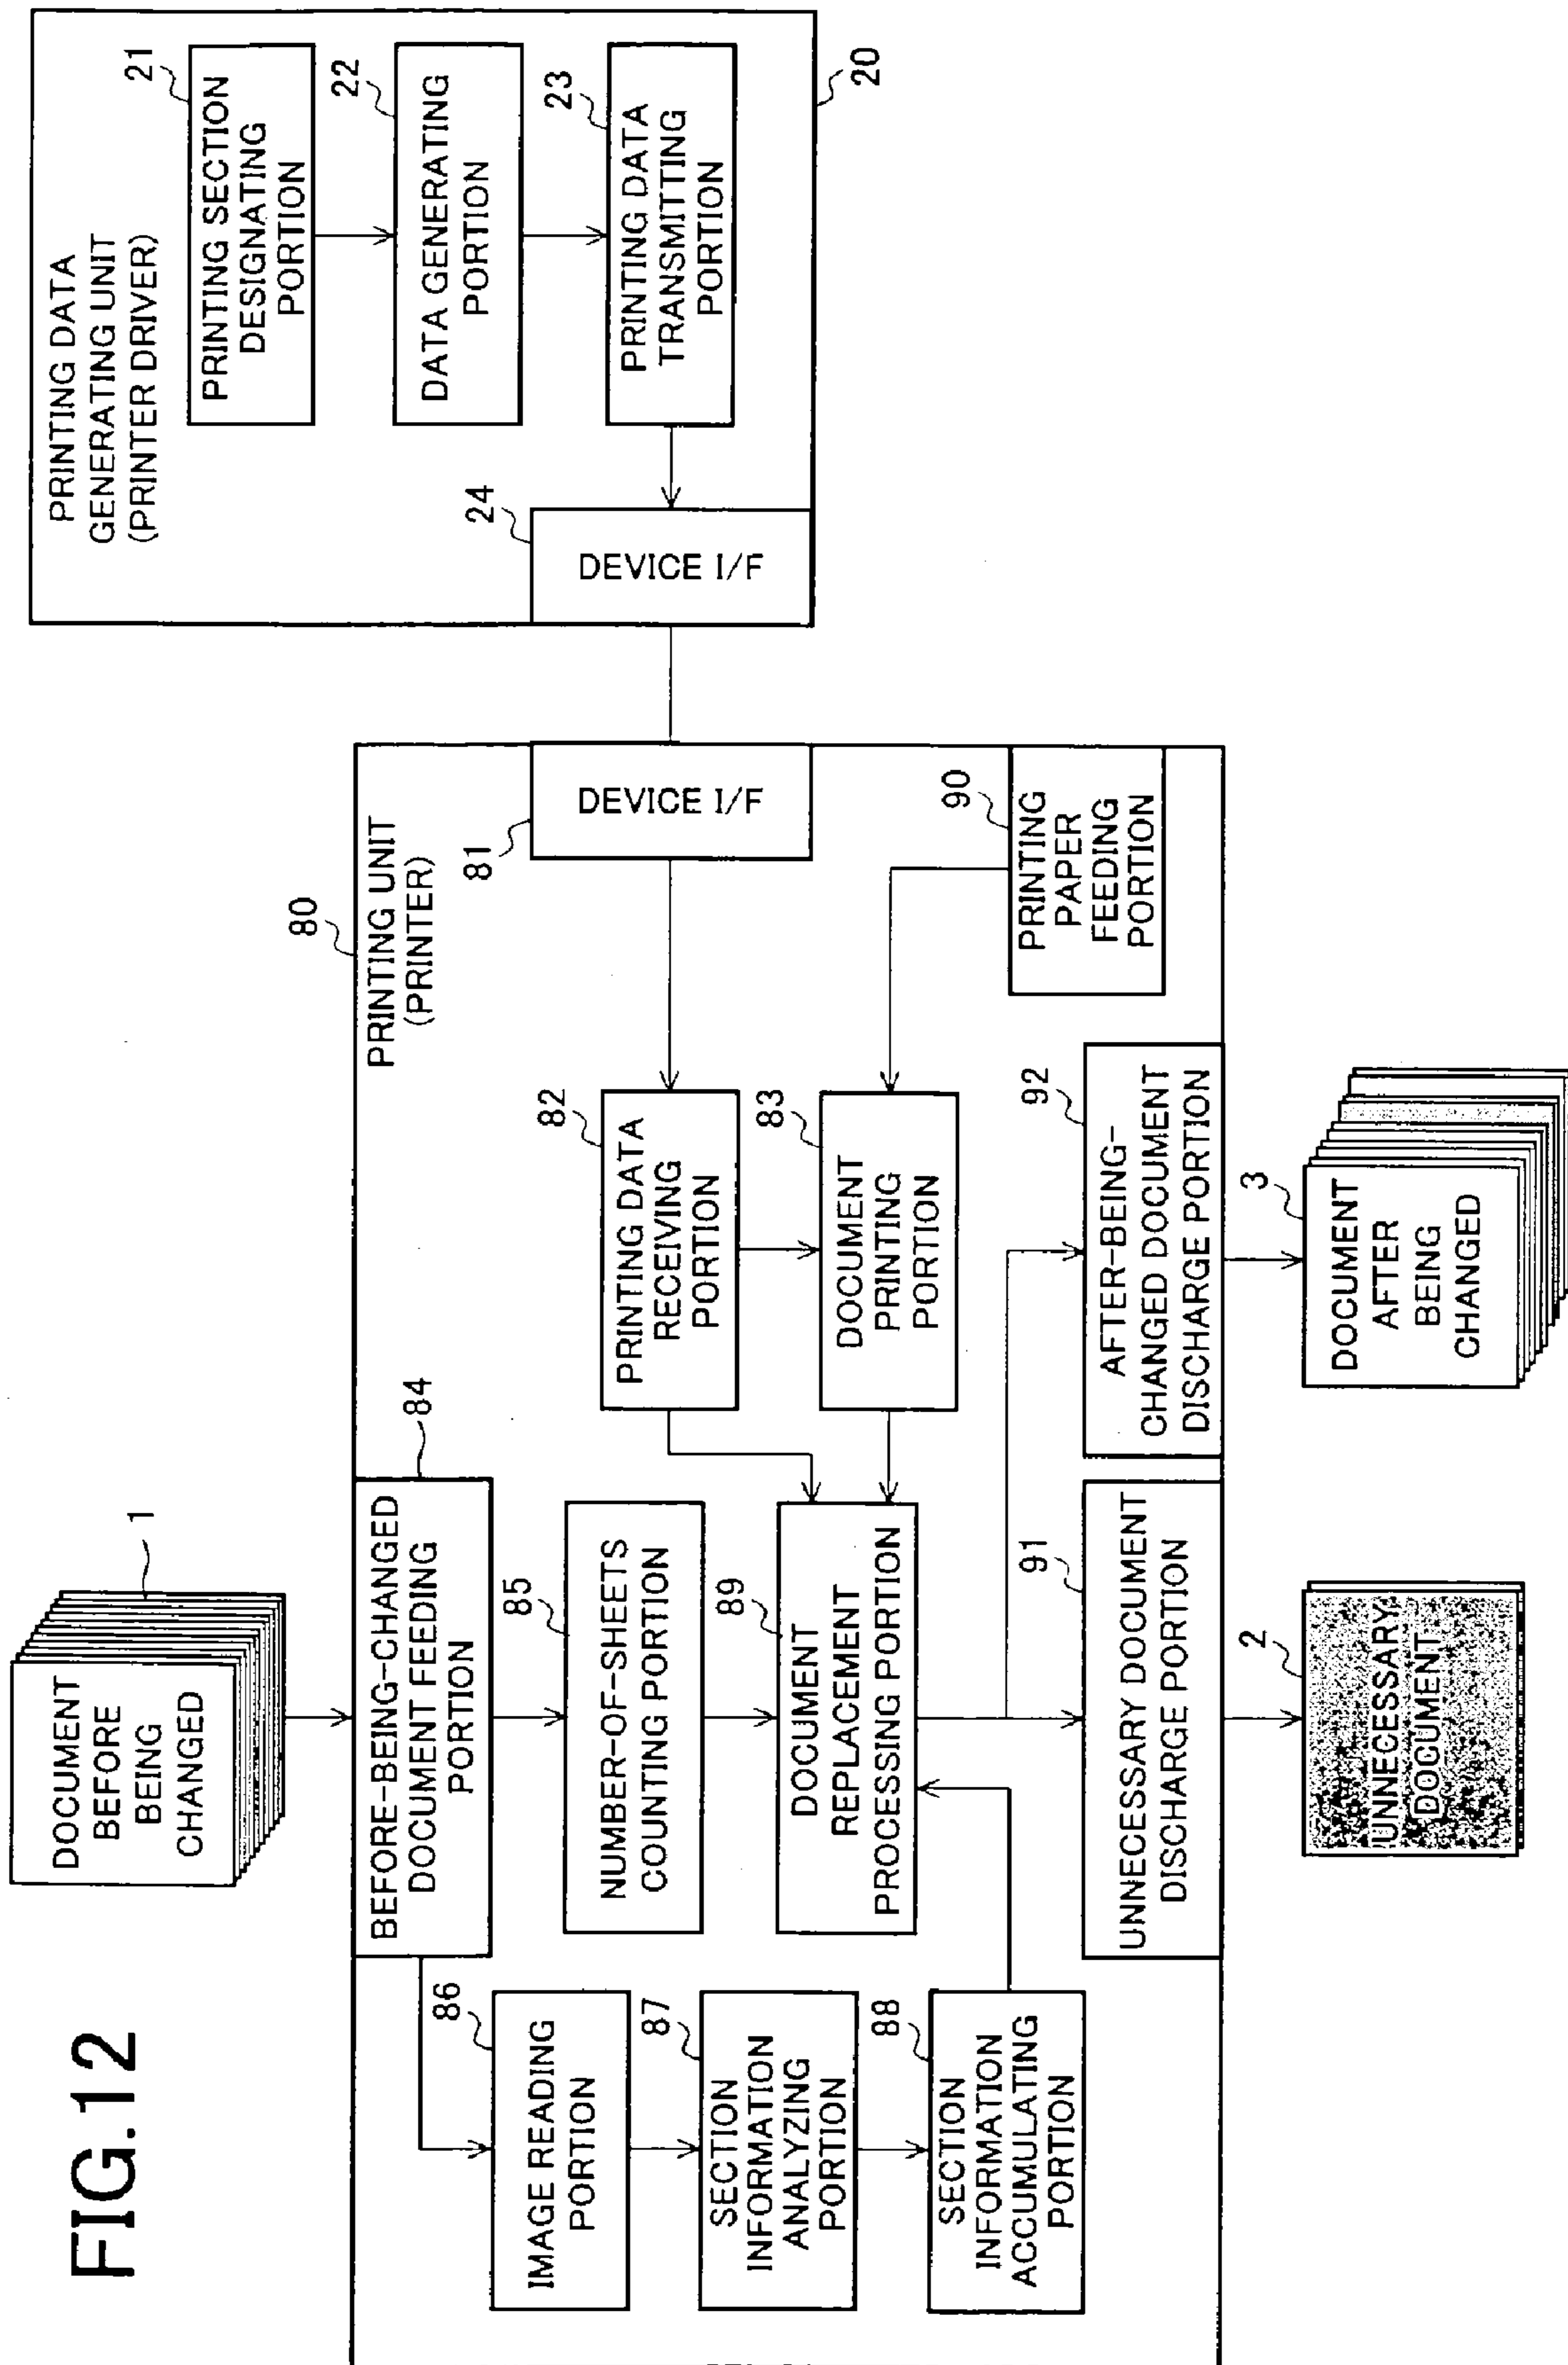 FIG.12
DOCUMENT
BEFORE
BEING
CHANGED
1
PRINTING DATA
GENERATING UNIT
(PRINTER DRIVER)
21
PRINTING SECTION
DESIGNATING
PORTION
22
DATA GENERATING
PORTION
23
PRINTING DATA
TRANSMITTING
PORTION
24
DEVICE I/F
20
80
PRINTING UNIT
(PRINTER)
81
DEVICE I/F
84
BEFORE-BEING-CHANGED
DOCUMENT FEEDING
PORTION
86
IMAGE READING
PORTION
85
NUMBER-OF-SHEETS
COUNTING PORTION
82
PRINTING DATA
RECEIVING
PORTION
87
SECTION
INFORMATION
ANALYZING
PORTION
89
DOCUMENT
REPLACEMENT
PROCESSING PORTION
83
DOCUMENT
PRINTING
PORTION
90
PRINTING
PAPER
FEEDING
PORTION
88
SECTION
INFORMATION
ACCUMULATING
PORTION
91
UNNECESSARY DOCUMENT
DISCHARGE PORTION
92
AFTER-BEING-
CHANGED DOCUMENT
DISCHARGE PORTION
2
UNNECESSARY
DOCUMENT
3
DOCUMENT
AFTER
BEING
CHANGED